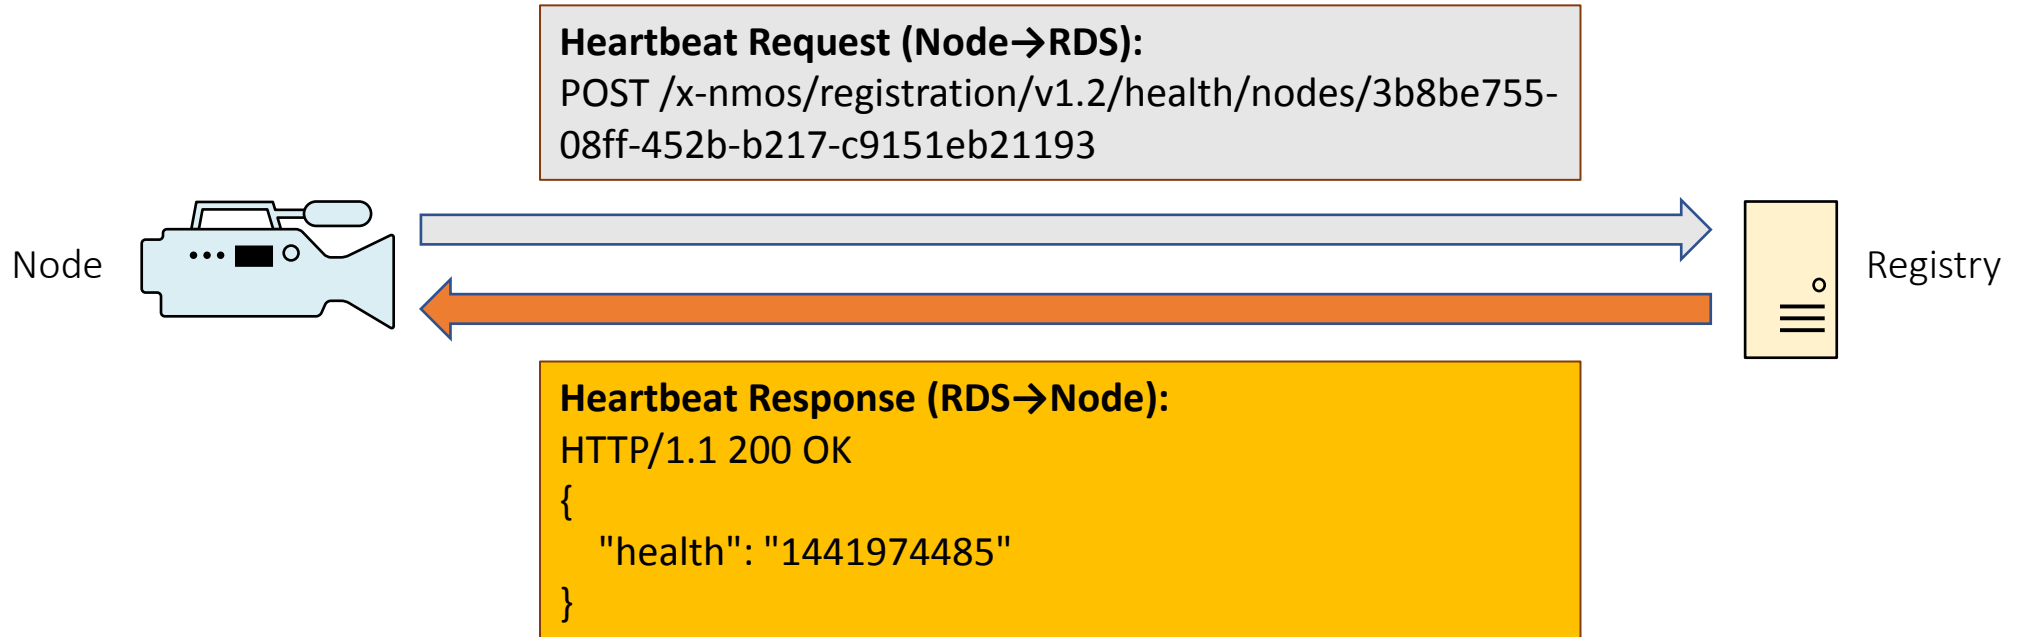 Heartbeat Request (Node→RDS):
POST /x-nmos/registration/v1.2/health/nodes/3b8be755-
08ff-452b-b217-c9151eb21193
Node
Registry
Heartbeat Response (RDS→Node):
HTTP/1.1 200 OK
{
"health": "1441974485"
}